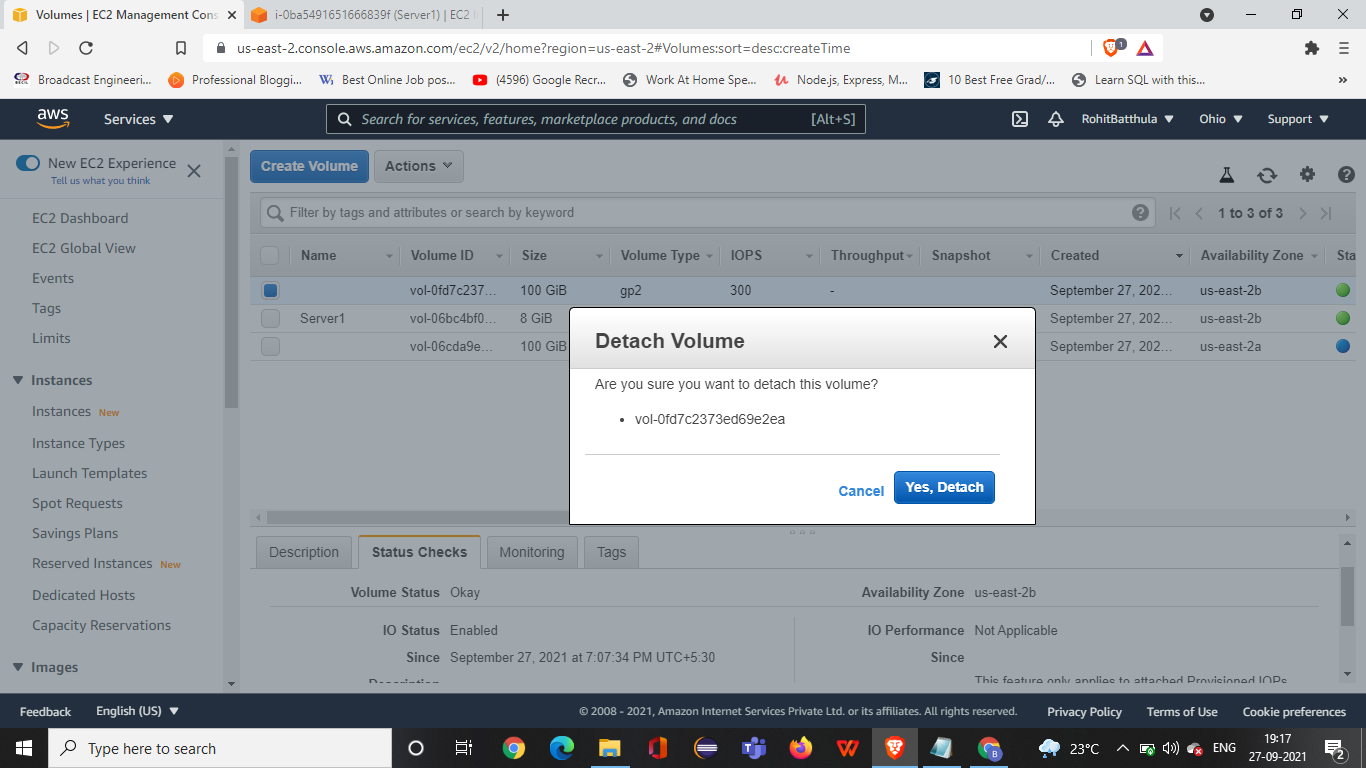 Volumes | EC2 Management Cons
i-0ba5491651666839f (Server1) | EC2
us-east-2.console.aws.amazon.com/ec2/v2/home?region=us-east-2#Volumes:sort=desc:createTime
1
Broadcast Engineeri...
Professional Bloggi...
Best Online Job pos...
(4596) Google Recr...
Work At Home Spe...
Node.js, Express, M...
10 Best Free Grad/...
Learn SQL with this...
»
aws
Services
Search for services, features, marketplace products, and docs
[Alt+S]
RohitBatthula
Ohio
Support
New EC2 Experience
Tell us what you think
EC2 Dashboard
EC2 Global View
Events
Tags
Limits
Instances
Instances New
Instance Types
Launch Templates
Spot Requests
Savings Plans
Reserved Instances New
Dedicated Hosts
Capacity Reservations
Images
Create Volume
Actions
Filter by tags and attributes or search by keyword
1 to 3 of 3
Name Volume ID Size Volume Type IOPS Throughput Snapshot Created Availability Zone Sta
vol-0fd7c237... 100 GiB gp2 300 - September 27, 202... us-east-2b
Server1 vol-06bc4bf0... 8 GiB September 27, 202... us-east-2b
vol-06cda9e... 100 GiB September 27, 202... us-east-2a
Detach Volume
Are you sure you want to detach this volume?
• vol-0fd7c2373ed69e2ea
Cancel
Yes, Detach
Description
Status Checks
Monitoring
Tags
Volume Status Okay
Availability Zone us-east-2b
IO Status Enabled
IO Performance Not Applicable
Since September 27, 2021 at 7:07:34 PM UTC+5:30
Since
Description
This feature only applies to attached Provisioned IOPs
Feedback
English (US)
© 2008 - 2021, Amazon Internet Services Private Ltd. or its affiliates. All rights reserved.
Privacy Policy
Terms of Use
Cookie preferences
Type here to search
23°C
ENG
19:17
27-09-2021
2